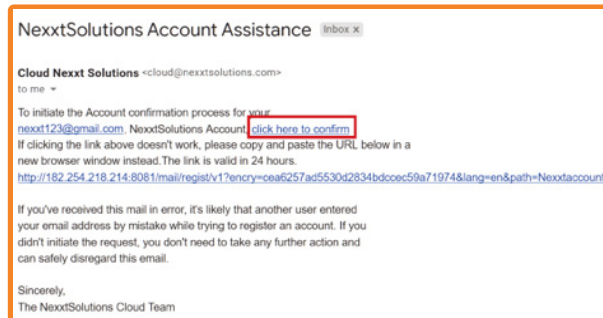 NexxtSolutions Account Assistance Inbox x
Cloud Nexxt Solutions <cloud@nexxtsolutions.com>
to me
To initiate the Account confirmation process for your
nexxt123@gmail.com, NexxtSolutions Account, click here to confirm
If clicking the link above doesn't work, please copy and paste the URL below in a
new browser window instead.The link is valid in 24 hours.
http://182.254.218.214:8081/mail/regist/v1?encry=cea6257ad5530d2834bdccec59a71974&lang=en&path=Nexxtaccount
If you've received this mail in error, it's likely that another user entered
your email address by mistake while trying to register an account. If you
didn't initiate the request, you don't need to take any further action and
can safely disregard this email.
Sincerely,
The NexxtSolutions Cloud Team